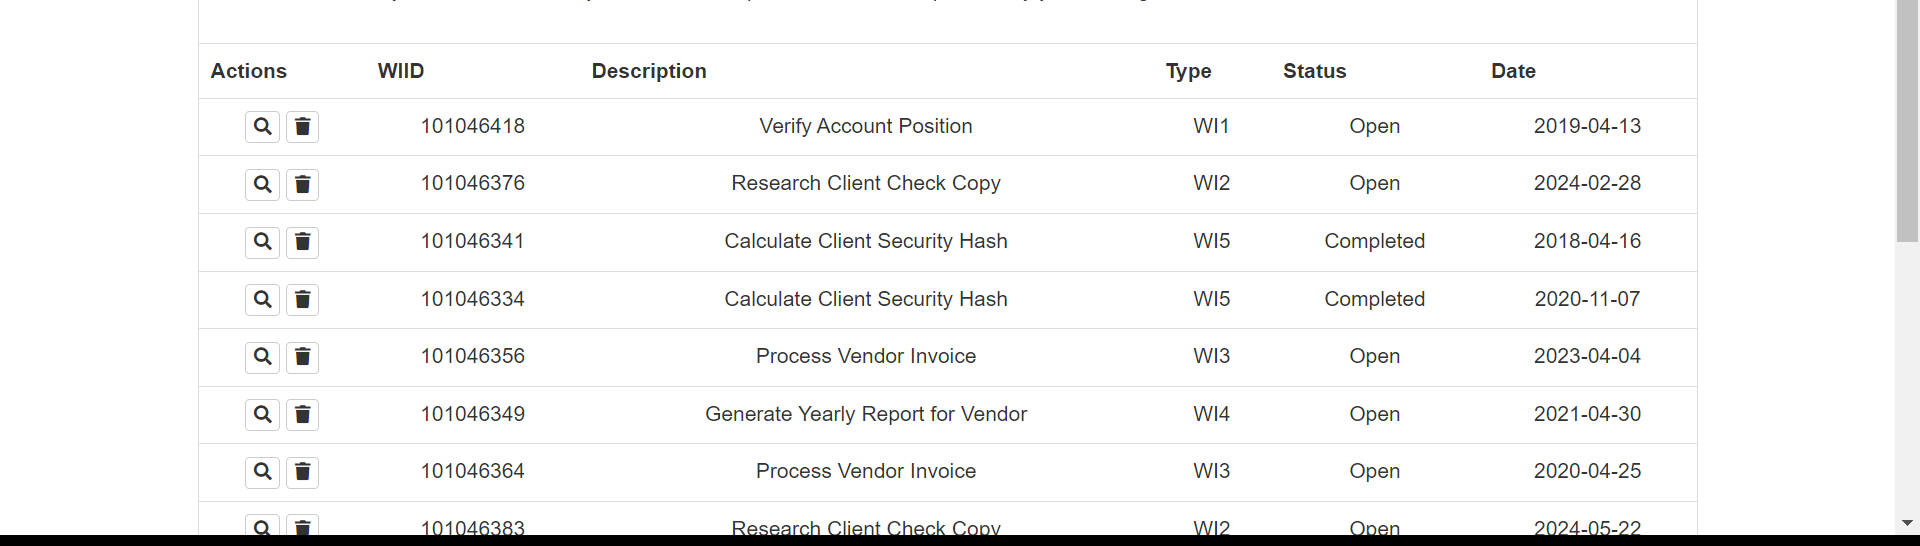 Actions WIID Description Type Status Date
101046418 Verify Account Position WI1 Open 2019-04-13
101046376 Research Client Check Copy WI2 Open 2024-02-28
101046341 Calculate Client Security Hash WI5 Completed 2018-04-16
101046334 Calculate Client Security Hash WI5 Completed 2020-11-07
101046356 Process Vendor Invoice WI3 Open 2023-04-04
101046349 Generate Yearly Report for Vendor WI4 Open 2021-04-30
101046364 Process Vendor Invoice WI3 Open 2020-04-25
101046383 Research Client Check Copy WI2 Open 2024-05-22